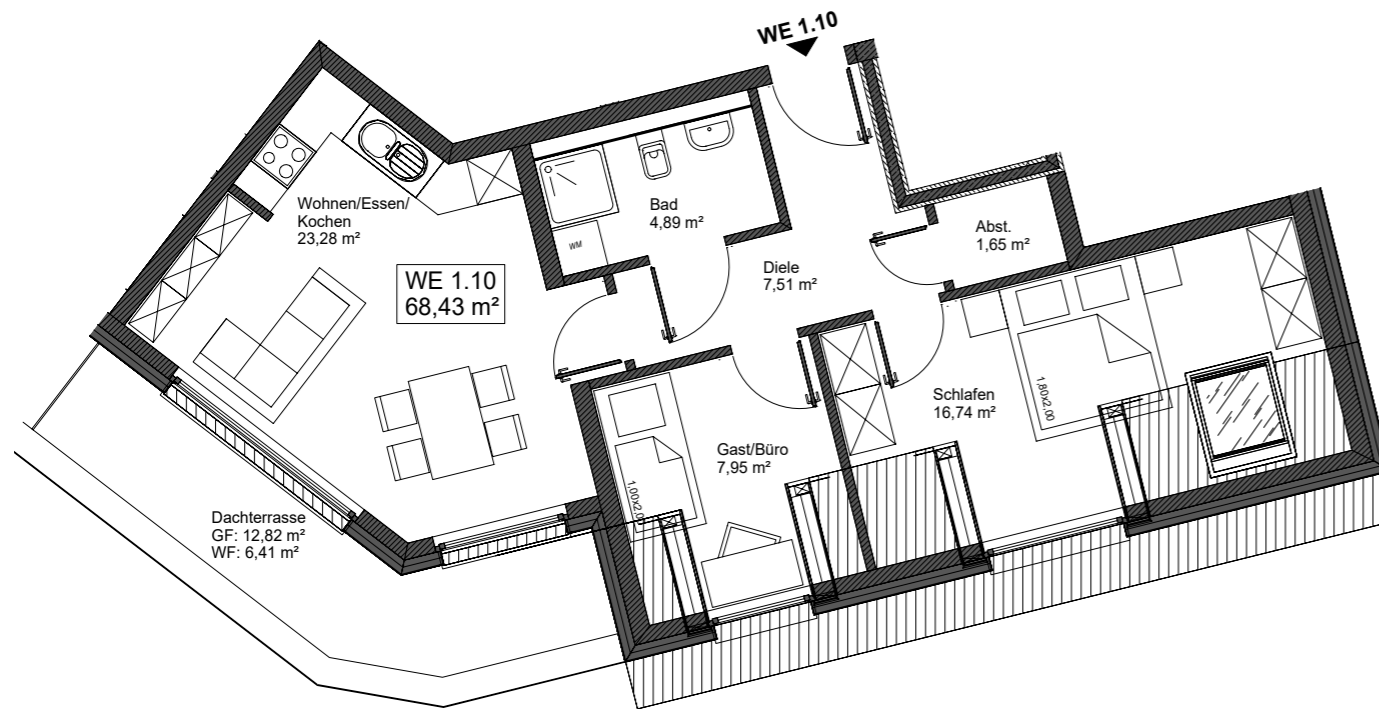 WE 1.10
Wohnen/Essen/
Kochen
23,28 m²
Bad
4,89 m²
WM
Abst.
1,65 m²
Diele
7,51 m²
WE 1.10
68,43 m²
Schlafen
16,74 m²
1,80x2,00
Gast/Büro
7,95 m²
1,00x2,00
Dachterrasse
GF: 12,82 m²
WF: 6,41 m²